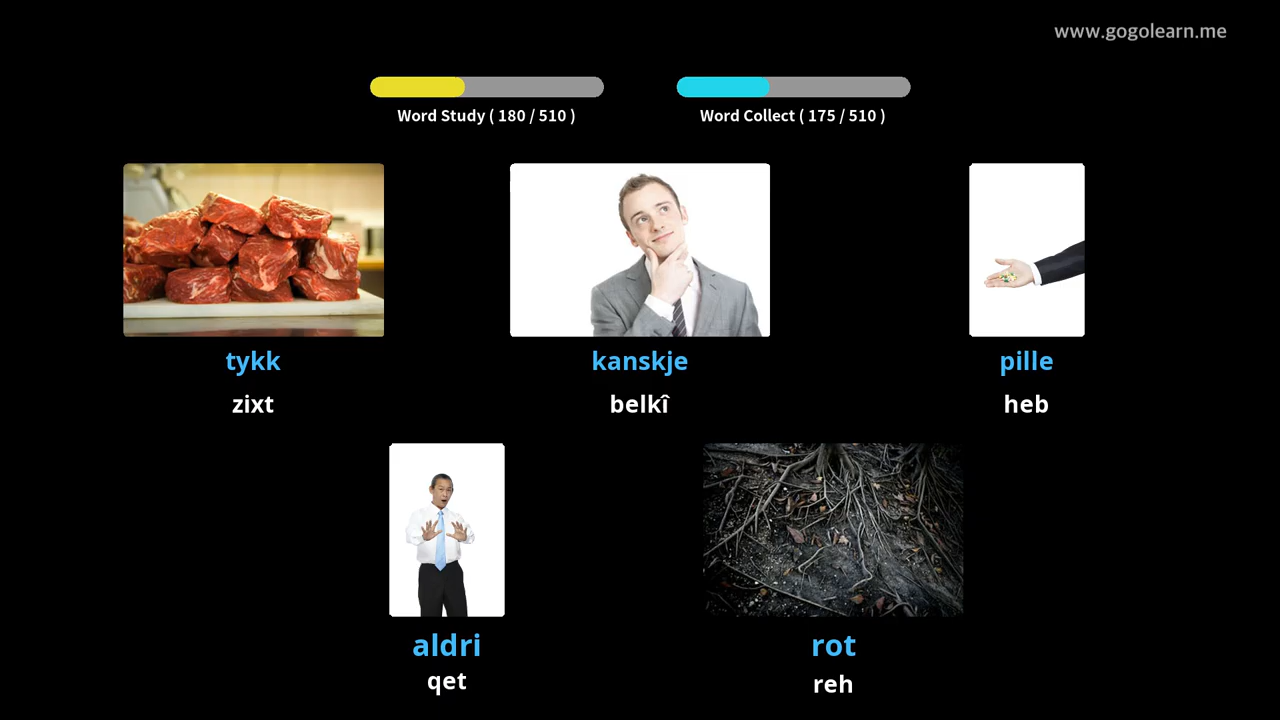 www.gogolearn.me
Word Study ( 180 / 510 )
Word Collect ( 175 / 510 )
tykk
zixt
kanskje
belkî
pille
heb
aldri
qet
rot
reh